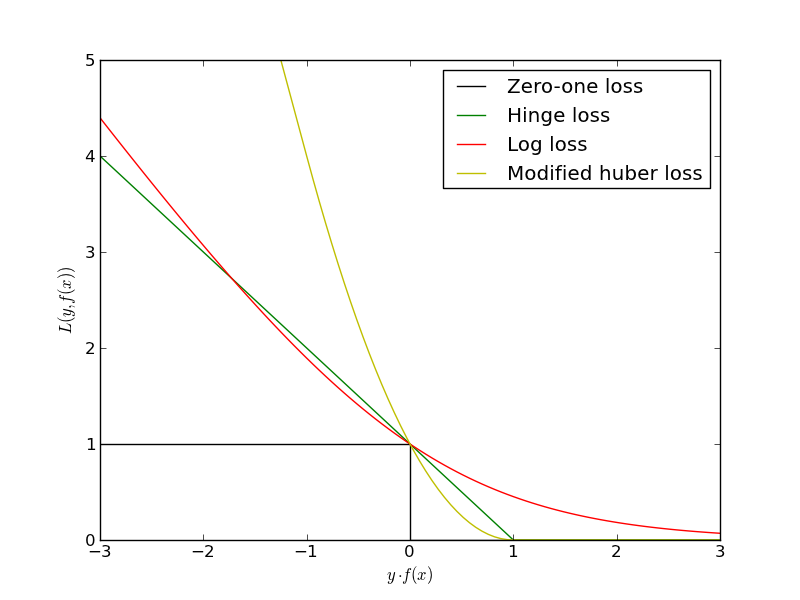 5
4
3
2
1
0
L(y, f(x))
Zero-one loss
Hinge loss
Log loss
Modified huber loss
−3 −2 −1 0 1 2 3
y · f(x)